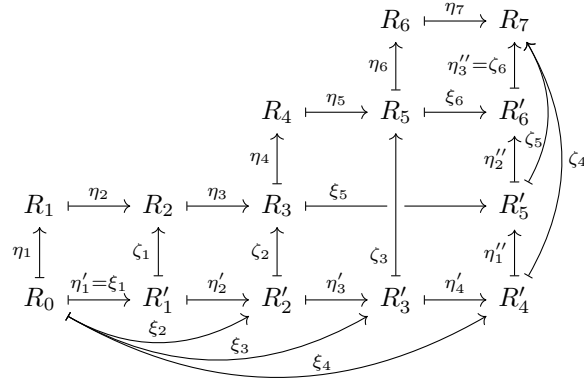 R₆ η₇ R₇
η₆ η₃″=ζ₆
R₄ η₅ R₅ ξ₆ R₆′
η₄ η₂″ ζ₅ ζ₄
R₁ η₂ R₂ η₃ R₃ ξ₅ R₅′
η₁ ζ₁ ζ₂ ζ₃ η₁″
R₀ η₁′=ξ₁ R₁′ η₂′ R₂′ η₃′ R₃′ η₄′ R₄′
ξ₂
ξ₃
ξ₄